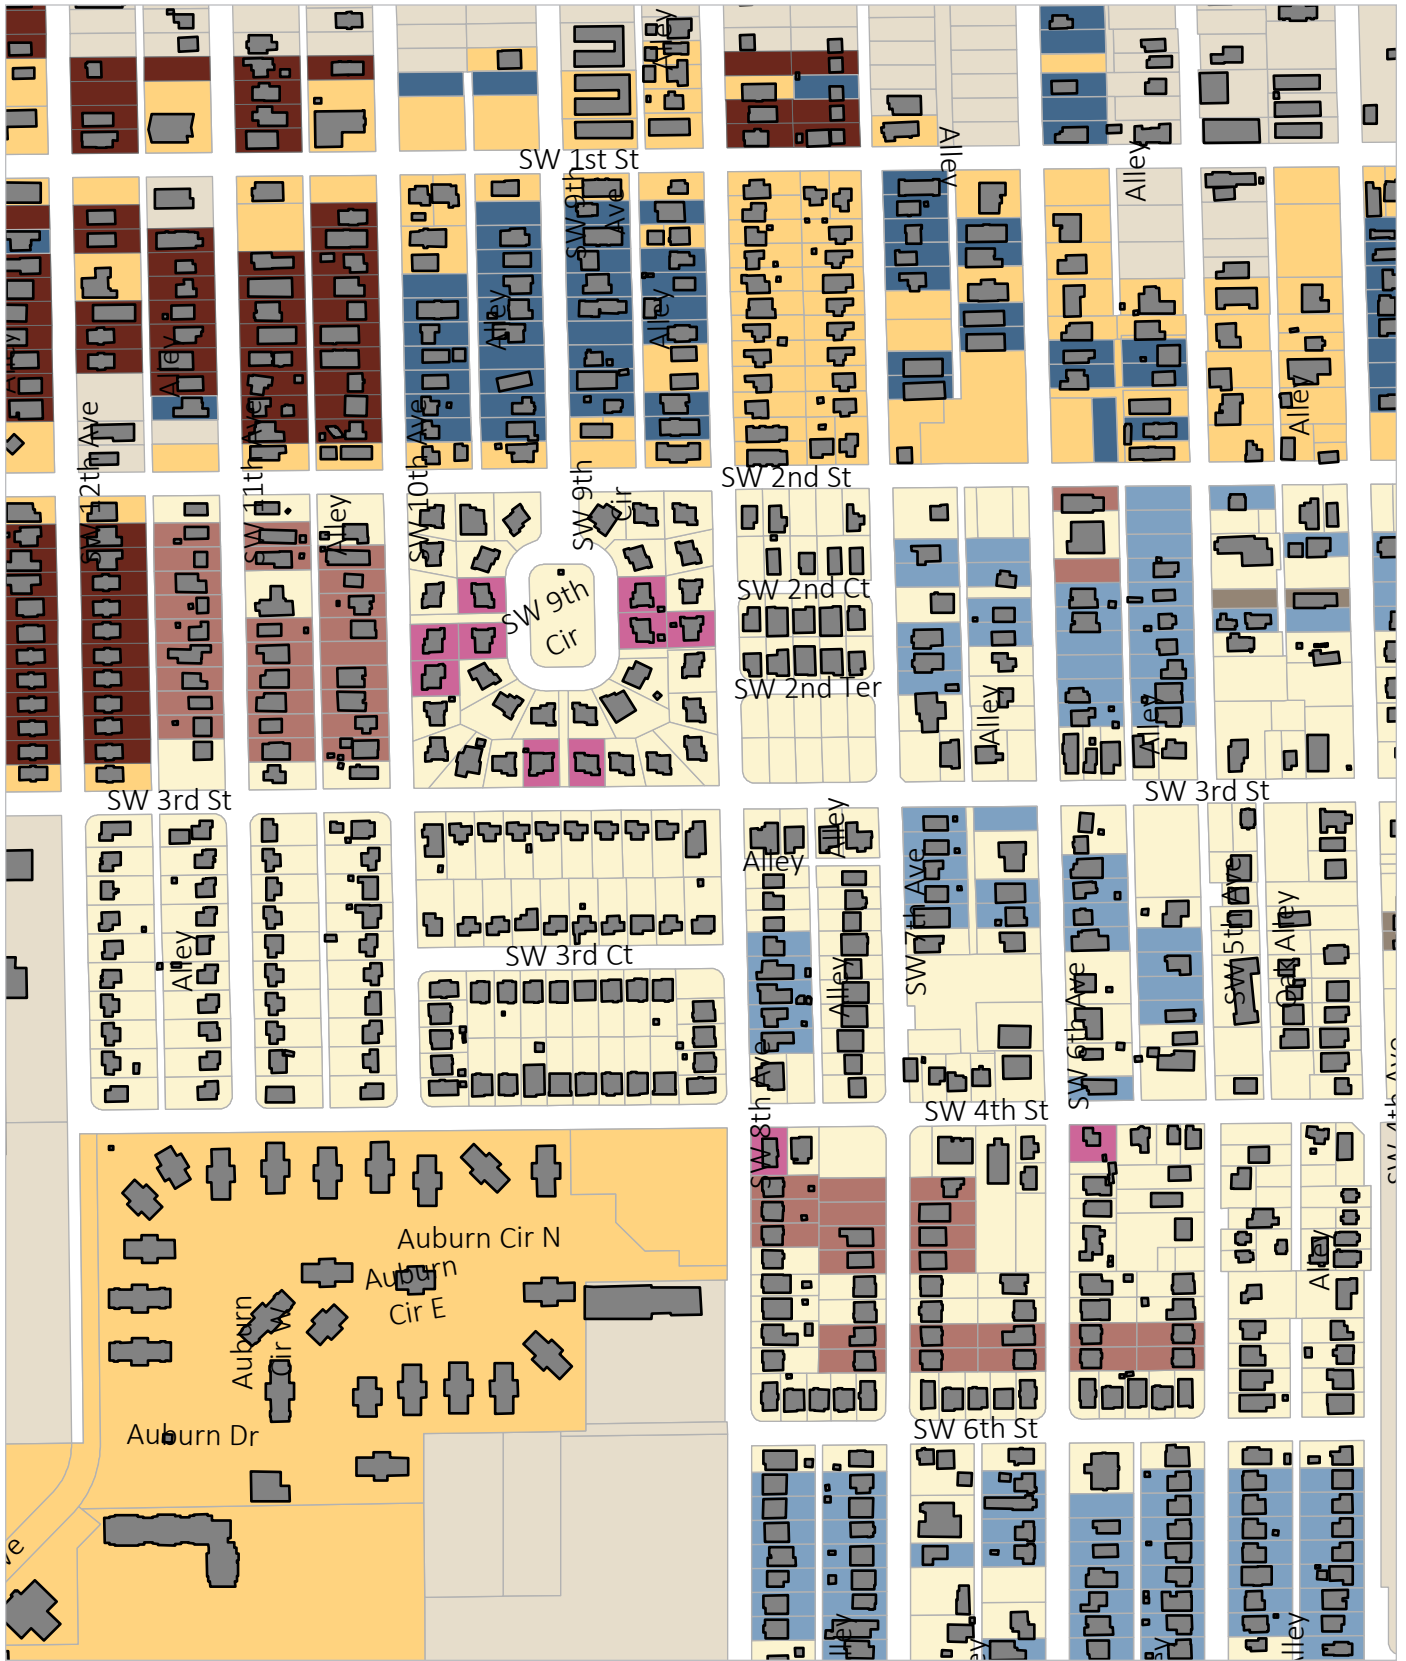 Alley
SW 1st St
Alley
Alley
SW 9th
Ave
Alley
Alley
Alley
Alley
SW 12th Ave
SW 11th Ave
SW 10th Ave
Alley
SW 2nd St
SW 9th
Cir
Alley
SW 2nd Ct
SW 9th
Cir
SW 2nd Ter
Alley
Alley
SW 3rd St
SW 3rd St
Alley
Alley
SW 7th Ave
SW 5th Ave
Oak Alley
Alley
SW 3rd Ct
Alley
SW 6th Ave
SW 8th Ave
SW 4th St
SW 4th Ave
Auburn Cir N
Auburn
Cir E
Auburn
Cir W
Alley
Auburn Dr
SW 6th St